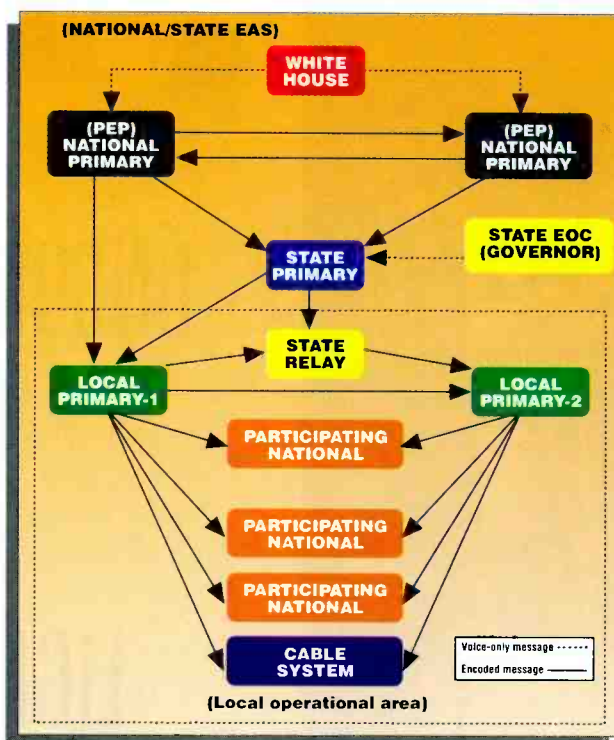 (NATIONAL/STATE EAS)
WHITE
HOUSE
(PEP)
NATIONAL
PRIMARY
(PEP)
NATIONAL
PRIMARY
STATE EOC
(GOVERNOR)
STATE
PRIMARY
STATE
RELAY
LOCAL
PRIMARY-1
LOCAL
PRIMARY-2
PARTICIPATING
NATIONAL
PARTICIPATING
NATIONAL
PARTICIPATING
NATIONAL
CABLE
SYSTEM
Voice-only message
Encoded message
(Local operational area)